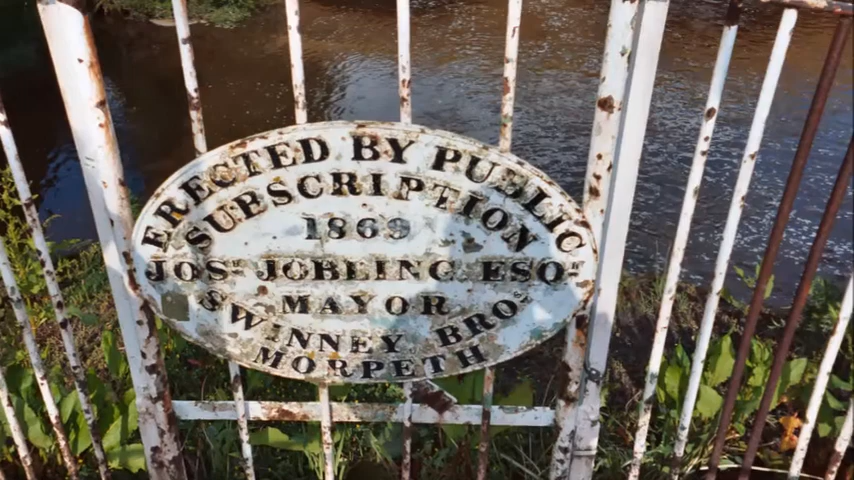 ERECTED BY PUBLIC
SUBSCRIPTION
1869
JOS. JOBLING ESQ.
MAYOR
SWINNEY BROS.
MORPETH